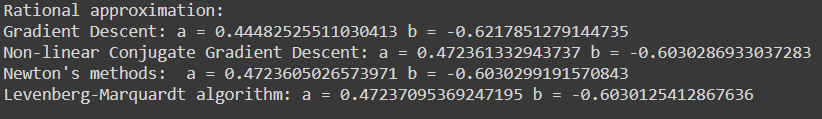 Rational approximation:
Gradient Descent: a = 0.44482525511030413 b = -0.6217851279144735
Non-linear Conjugate Gradient Descent: a = 0.472361332943737 b = -0.6030286933037283
Newton's methods:  a = 0.4723605026573971 b = -0.6030299191570843
Levenberg-Marquardt algorithm: a = 0.47237095369247195 b = -0.6030125412867636